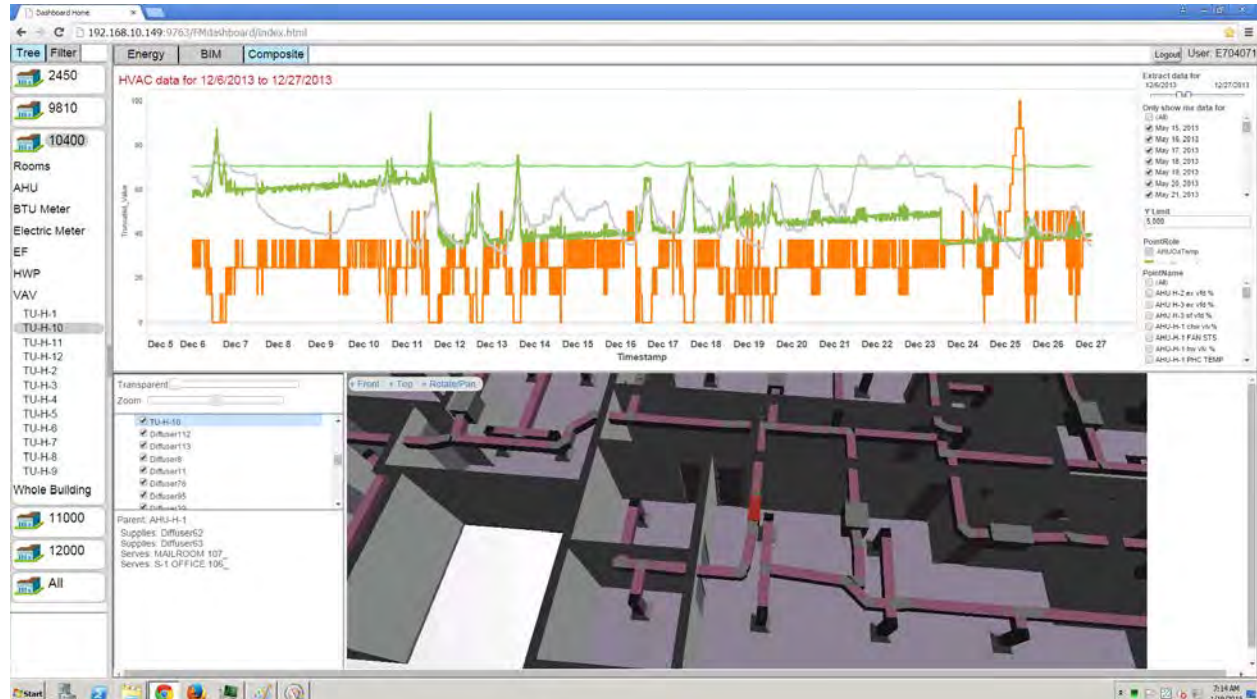 Dashboard Home
192.168.10.149:9763/FMdashboard/index.html
Tree Filter
Energy BIM Composite
Logout User: E704071
2450
9810
10400
Rooms
AHU
BTU Meter
Electric Meter
EF
HWP
VAV
TU-H-1
TU-H-10
TU-H-11
TU-H-12
TU-H-2
TU-H-3
TU-H-4
TU-H-5
TU-H-6
TU-H-7
TU-H-8
TU-H-9
Whole Building
11000
12000
All
HVAC data for 12/6/2013 to 12/27/2013
100
80
60
40
20
0
Truncated_Value
Dec 5 Dec 6 Dec 7 Dec 8 Dec 9 Dec 10 Dec 11 Dec 12 Dec 13 Dec 14 Dec 15 Dec 16 Dec 17 Dec 18 Dec 19 Dec 20 Dec 21 Dec 22 Dec 23 Dec 24 Dec 25 Dec 26 Dec 27
Timestamp
Extract data for
12/6/2013 12/27/2013
Only show me data for
(All)
May 15, 2013
May 16, 2013
May 17, 2013
May 18, 2013
May 19, 2013
May 20, 2013
May 21, 2013
Y Limit
5,000
PointRole
AHUOaTemp
PointName
(All)
AHU-H-2 ex vfd %
AHU-H-3 ex vfd %
AHU-H-3 sf vfd %
AHU-H-1 chw vlv %
AHU-H-1 FAN STS
AHU-H-1 hw vlv %
AHU-H-1 PHC TEMP
Transparent
Zoom
TU-H-10
Diffuser112
Diffuser113
Diffuser8
Diffuser11
Diffuser76
Diffuser95
Parent: AHU-H-1
Supplies: Diffuser62
Supplies: Diffuser63
Serves: MAILROOM 107_
Serves: S-1 OFFICE 106_
+ Front + Top + Rotate/Pan
Start
7:14 AM